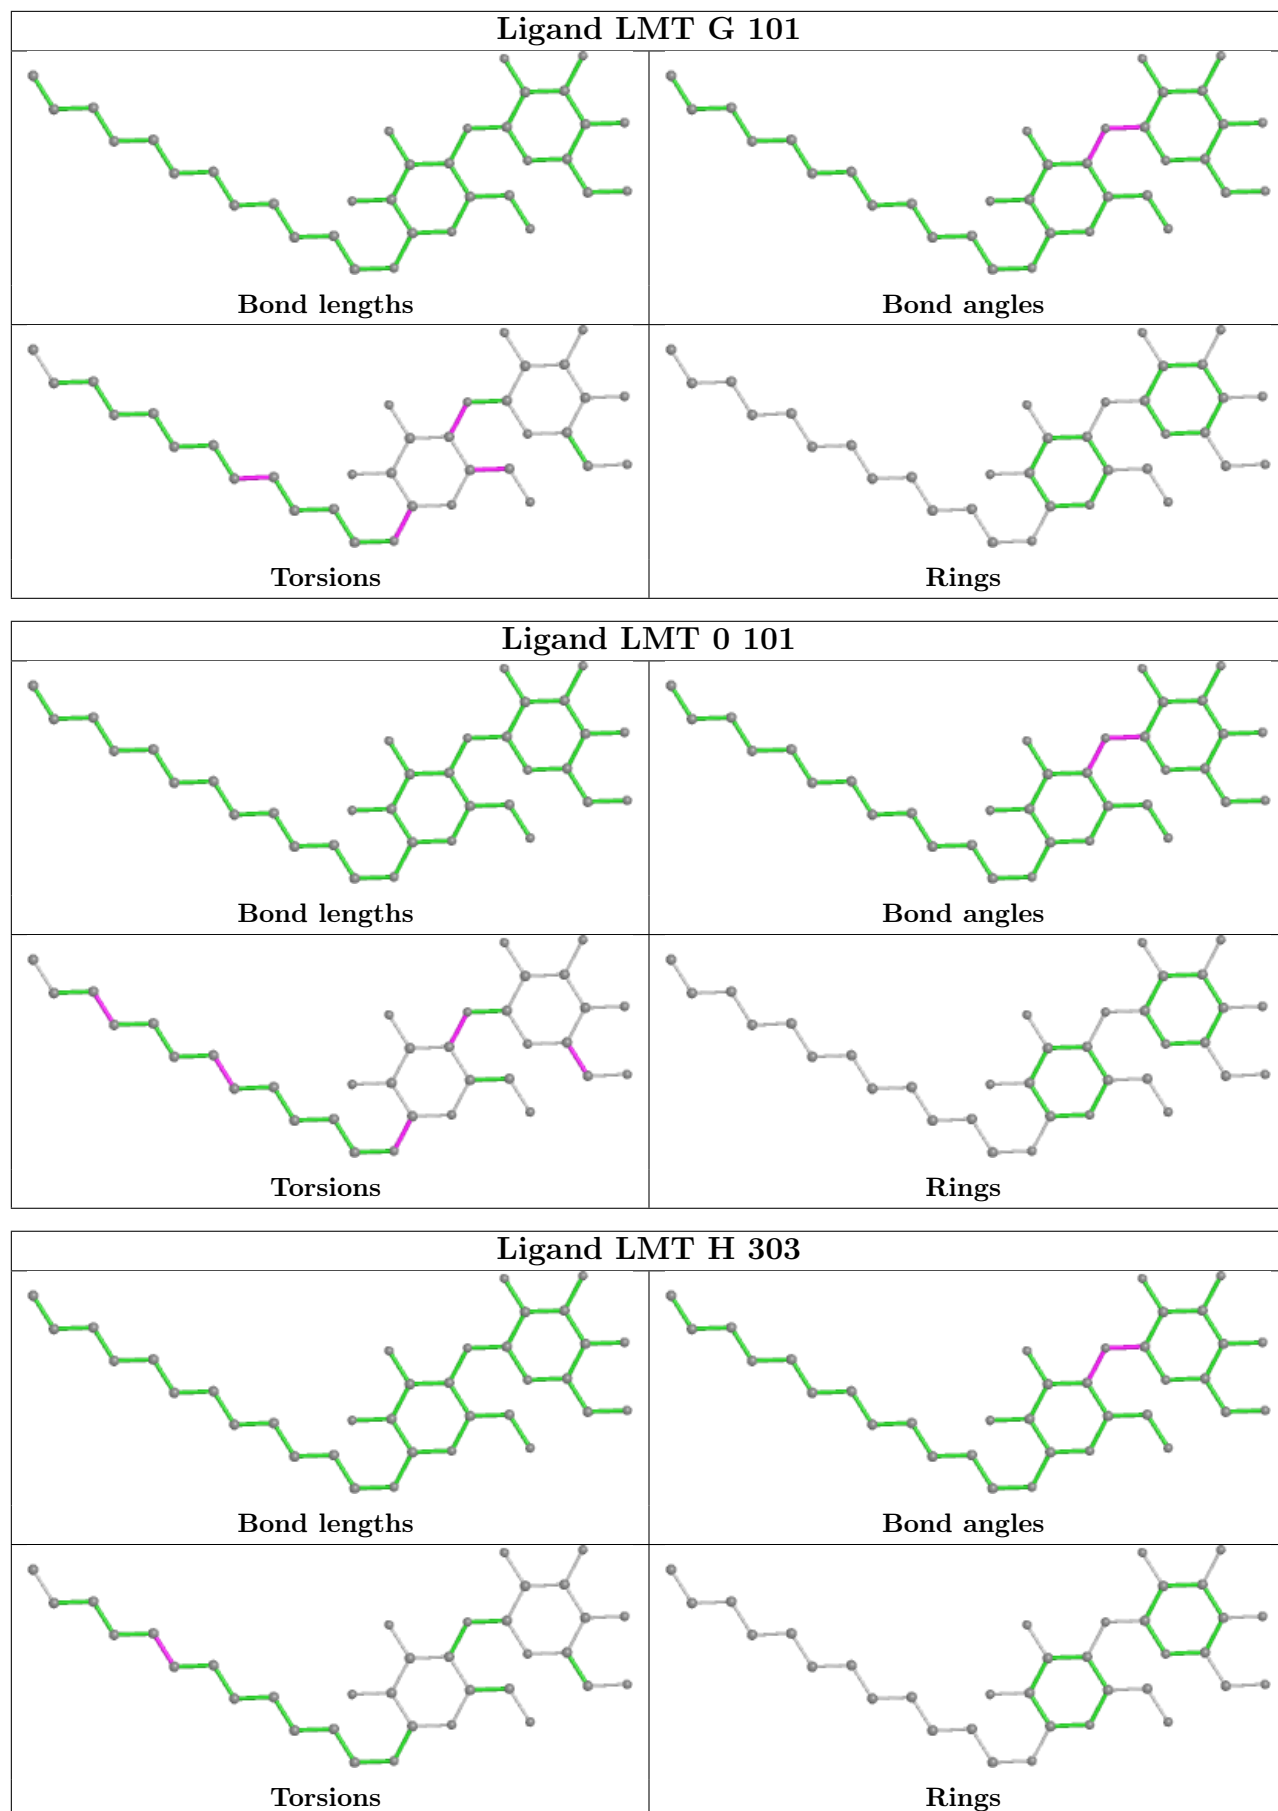 Ligand LMT G 101
Bond lengths
Bond angles
Torsions
Rings
Ligand LMT 0 101
Bond lengths
Bond angles
Torsions
Rings
Ligand LMT H 303
Bond lengths
Bond angles
Torsions
Rings